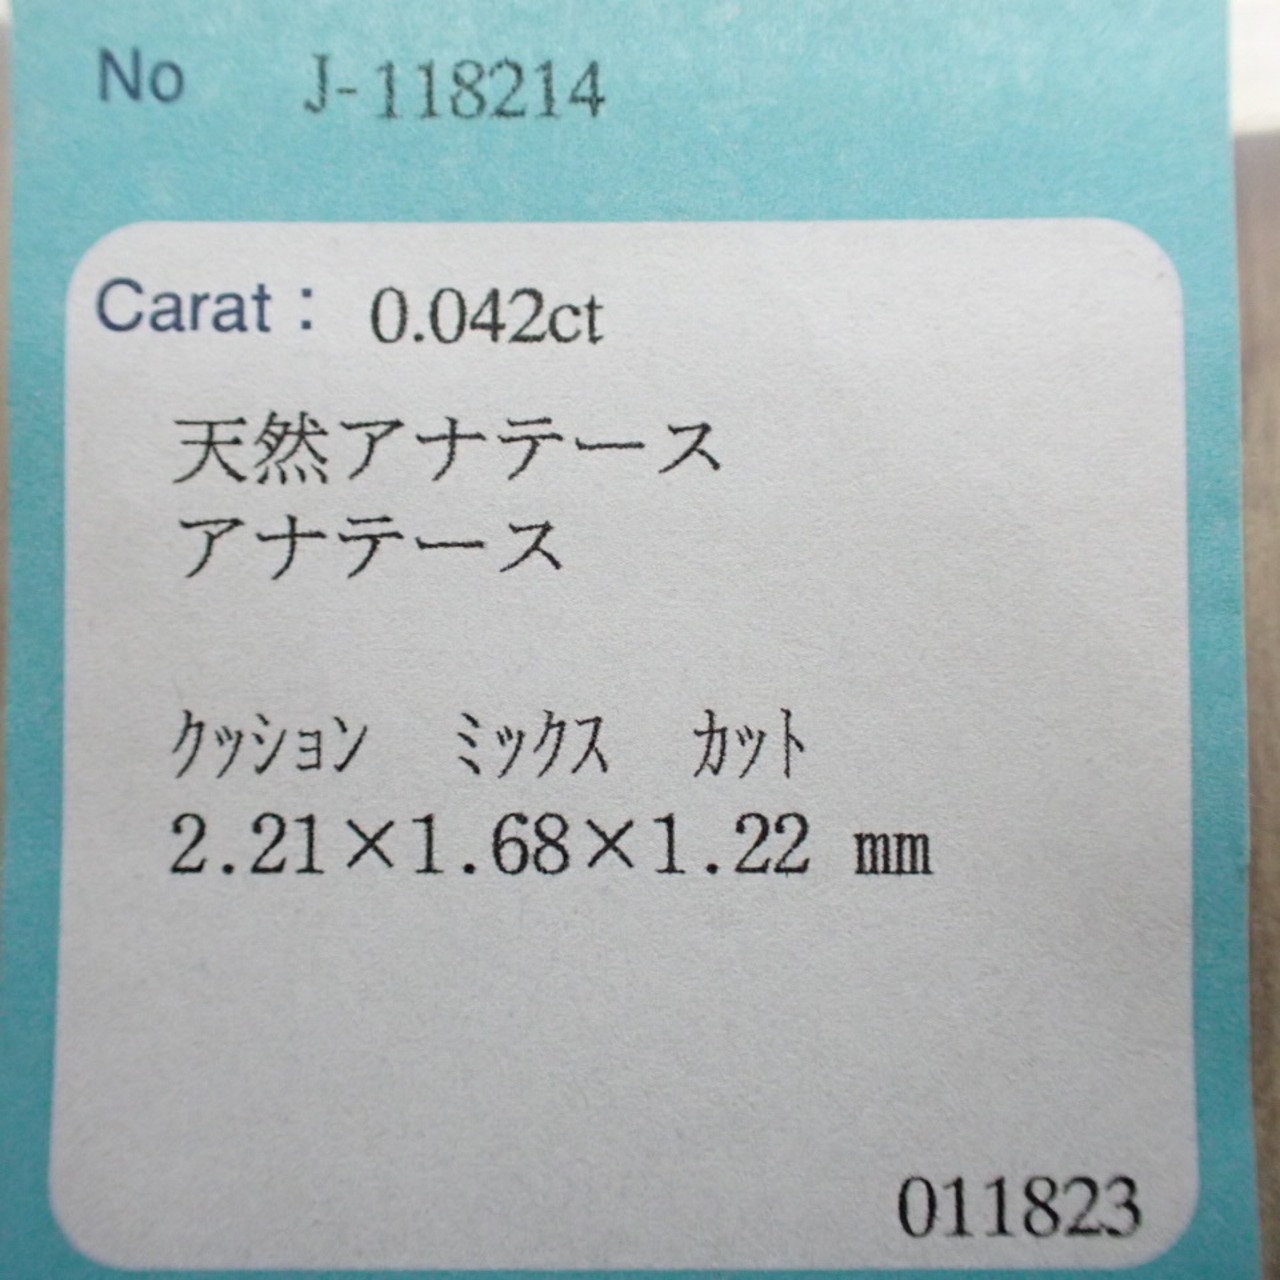 No J-118214
Carat : 0.042ct
天然アナテース
アナテース
ｸｯｼｮﾝ ﾐｯｸｽ ｶｯﾄ
2.21×1.68×1.22 mm
011823